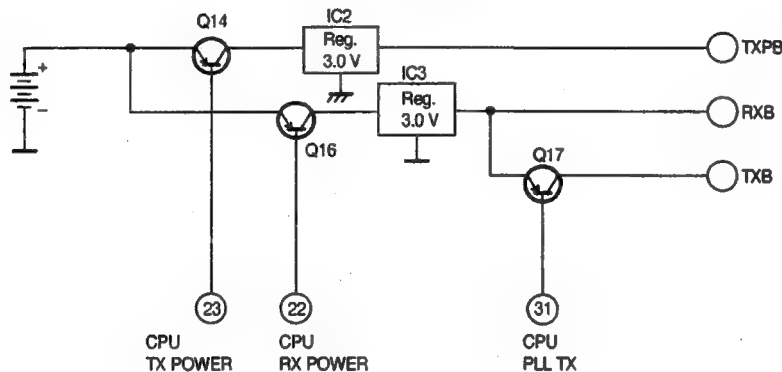 Q14
IC2
Reg.
3.0 V
TXPB
+
−
IC3
Reg.
3.0 V
RXB
Q16
Q17
TXB
23
22
31
CPU
TX POWER
CPU
RX POWER
CPU
PLL TX